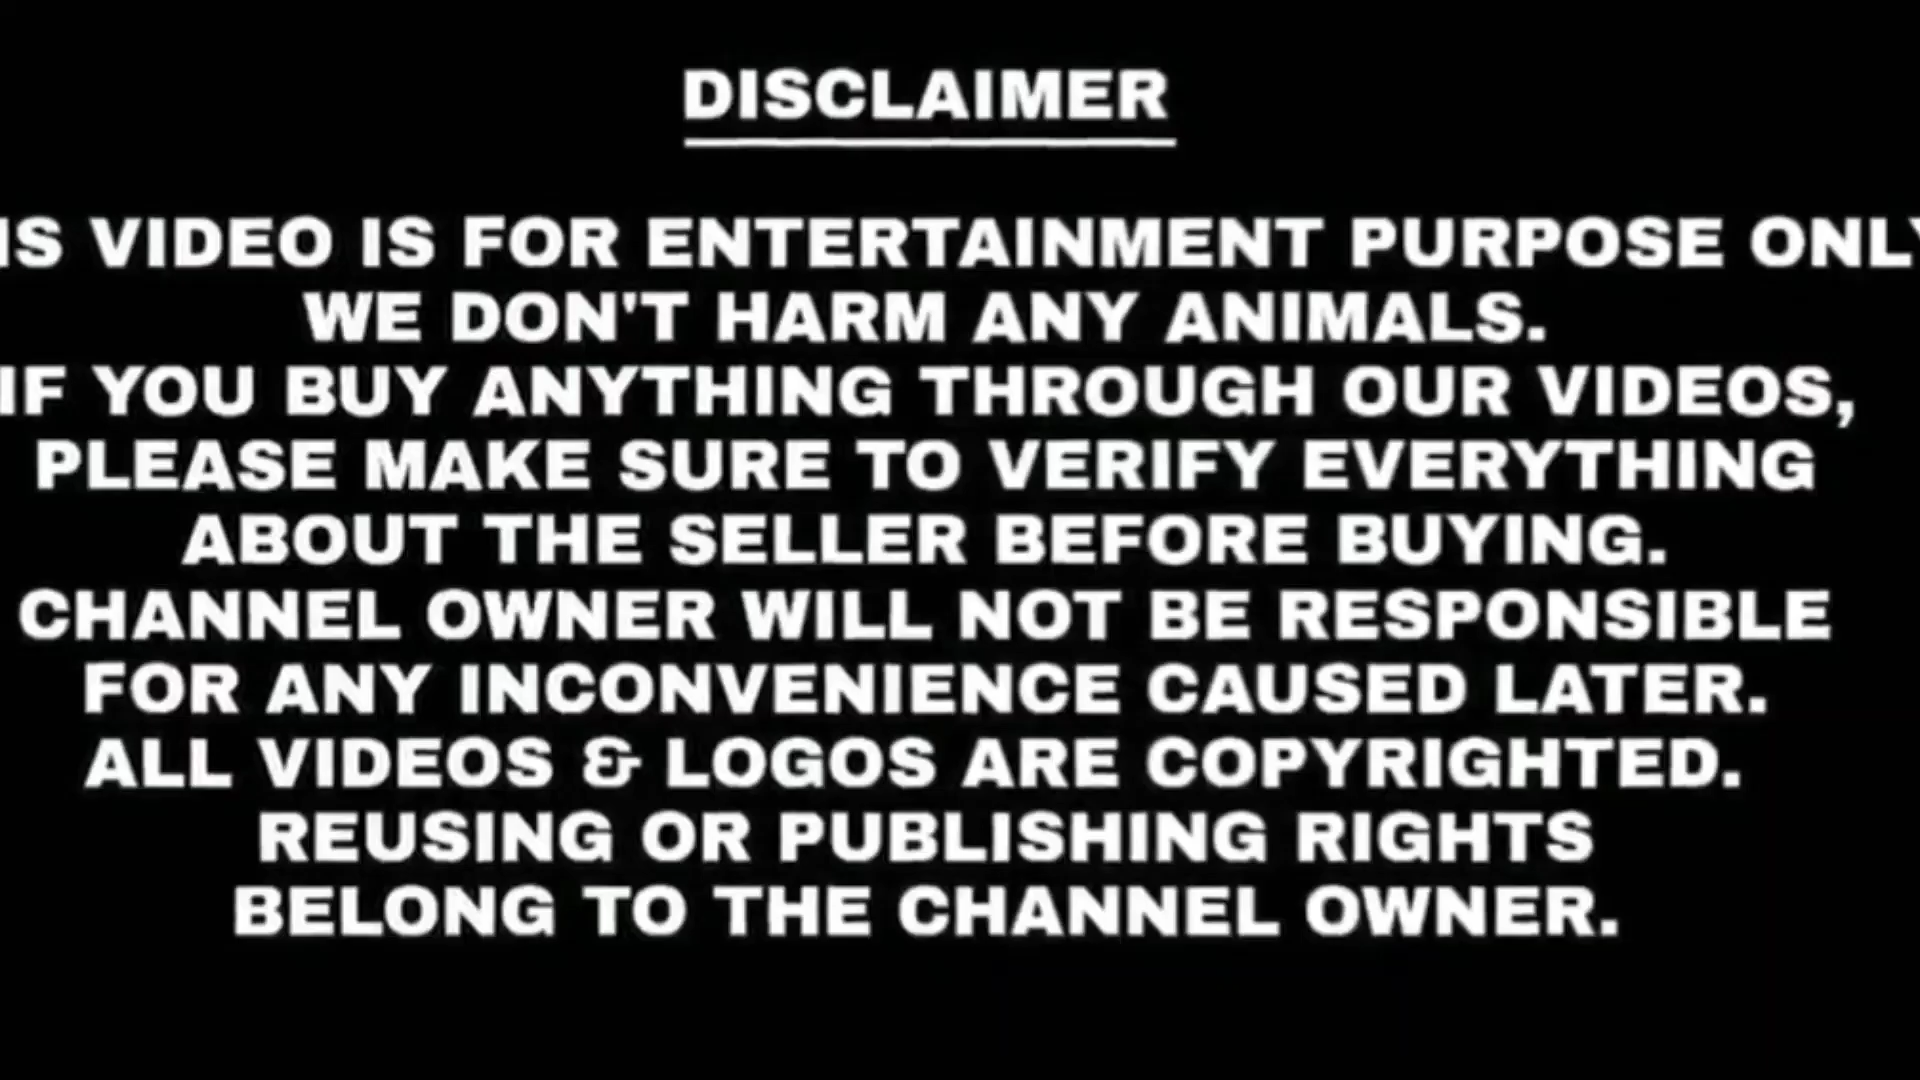 DISCLAIMER
IS VIDEO IS FOR ENTERTAINMENT PURPOSE ONLY
WE DON'T HARM ANY ANIMALS.
IF YOU BUY ANYTHING THROUGH OUR VIDEOS,
PLEASE MAKE SURE TO VERIFY EVERYTHING
ABOUT THE SELLER BEFORE BUYING.
CHANNEL OWNER WILL NOT BE RESPONSIBLE
FOR ANY INCONVENIENCE CAUSED LATER.
ALL VIDEOS & LOGOS ARE COPYRIGHTED.
REUSING OR PUBLISHING RIGHTS
BELONG TO THE CHANNEL OWNER.